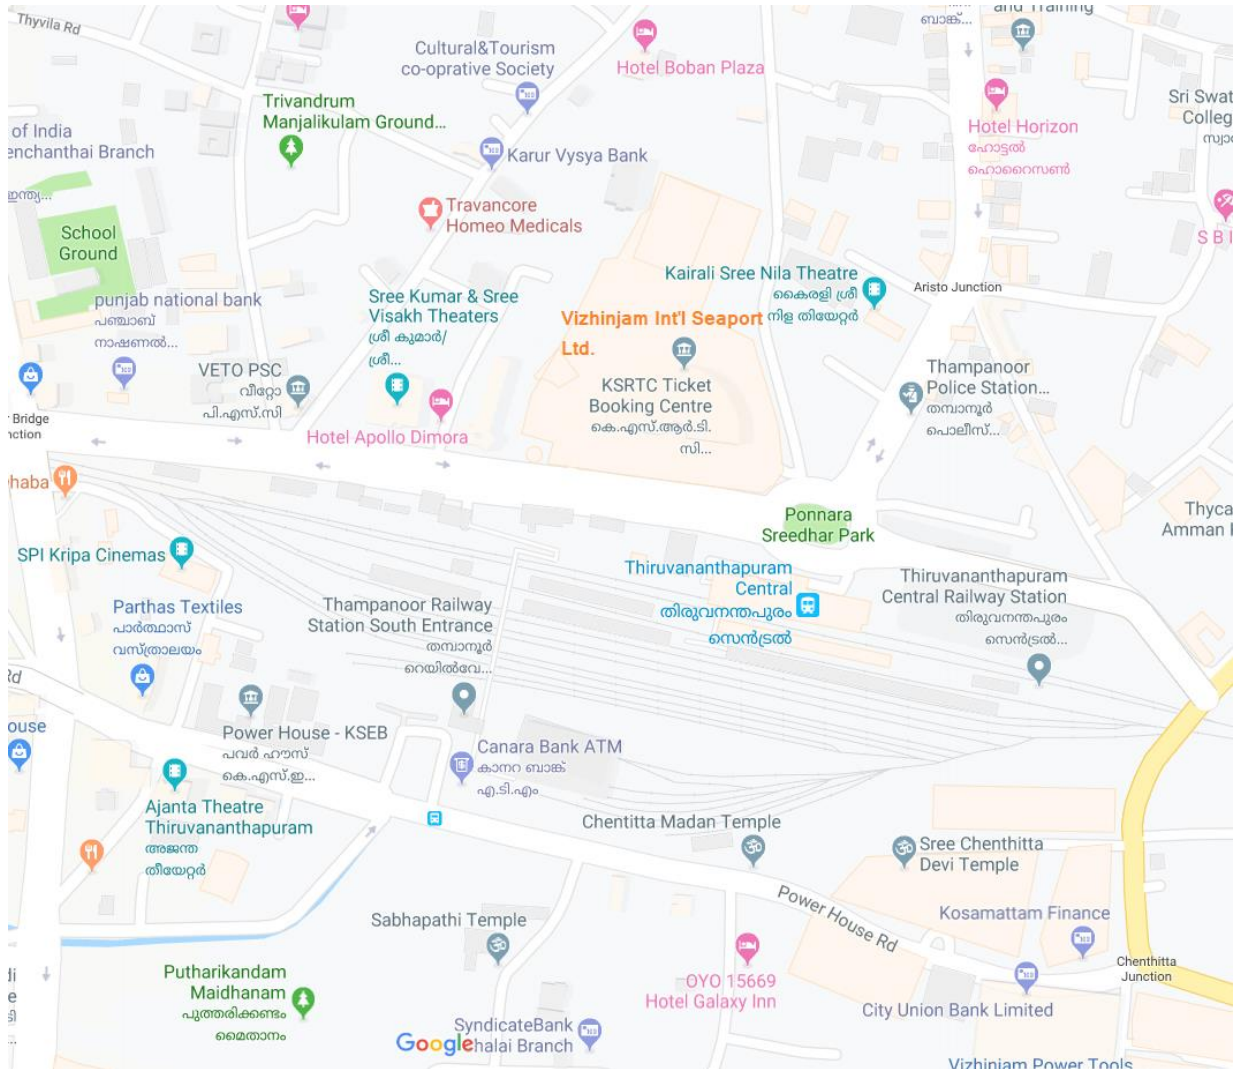 Thyvila Rd
Cultural&Tourism
co-oprative Society
Hotel Boban Plaza
ബാങ്ക്...
and Training
Trivandrum
Manjalikulam Ground...
Karur Vysya Bank
Hotel Horizon
ഹോട്ടൽ
ഹൊറൈസൺ
Sri Swat
Colleg
of India
enchanthai Branch
ഇന്ത്യ...
School
Ground
Travancore
Homeo Medicals
S B I
punjab national bank
പഞ്ചാബ്
നാഷണൽ...
Sree Kumar & Sree
Visakh Theaters
ശ്രീ കുമാർ/
ശ്രീ...
Kairali Sree Nila Theatre
കൈരളി ശ്രീ
നിള തിയേറ്റർ
Aristo Junction
Vizhinjam Int'l Seaport
Ltd.
VETO PSC
വീറ്റോ
പി.എസ്.സി
KSRTC Ticket
Booking Centre
കെ.എസ്.ആർ.ടി.
സി...
Thampanoor
Police Station...
തമ്പാനൂർ
പൊലീസ്...
Bridge
nction
Hotel Apollo Dimora
haba
Ponnara
Sreedhar Park
Thyca
Amman
SPI Kripa Cinemas
Thiruvananthapuram
Central
തിരുവനന്തപുരം
സെൻട്രൽ
Thiruvananthapuram
Central Railway Station
തിരുവനന്തപുരം
സെൻട്രൽ...
Parthas Textiles
പാർത്ഥാസ്
വസ്ത്രാലയം
Thampanoor Railway
Station South Entrance
തമ്പാനൂർ
റെയിൽവേ...
Rd
ouse
Power House - KSEB
പവർ ഹൗസ്
കെ.എസ്.ഇ...
Canara Bank ATM
കാനറ ബാങ്ക്
എ.ടി.എം
Ajanta Theatre
Thiruvananthapuram
അജന്ത
തീയേറ്റർ
Chentitta Madan Temple
Sree Chenthitta
Devi Temple
Power House Rd
Kosamattam Finance
Sabhapathi Temple
Chenthitta
Junction
Putharikandam
Maidhanam
പുത്തരിക്കണ്ടം
മൈതാനം
OYO 15669
Hotel Galaxy Inn
City Union Bank Limited
SyndicateBank
Google halai Branch
Vizhinjam Power Tools